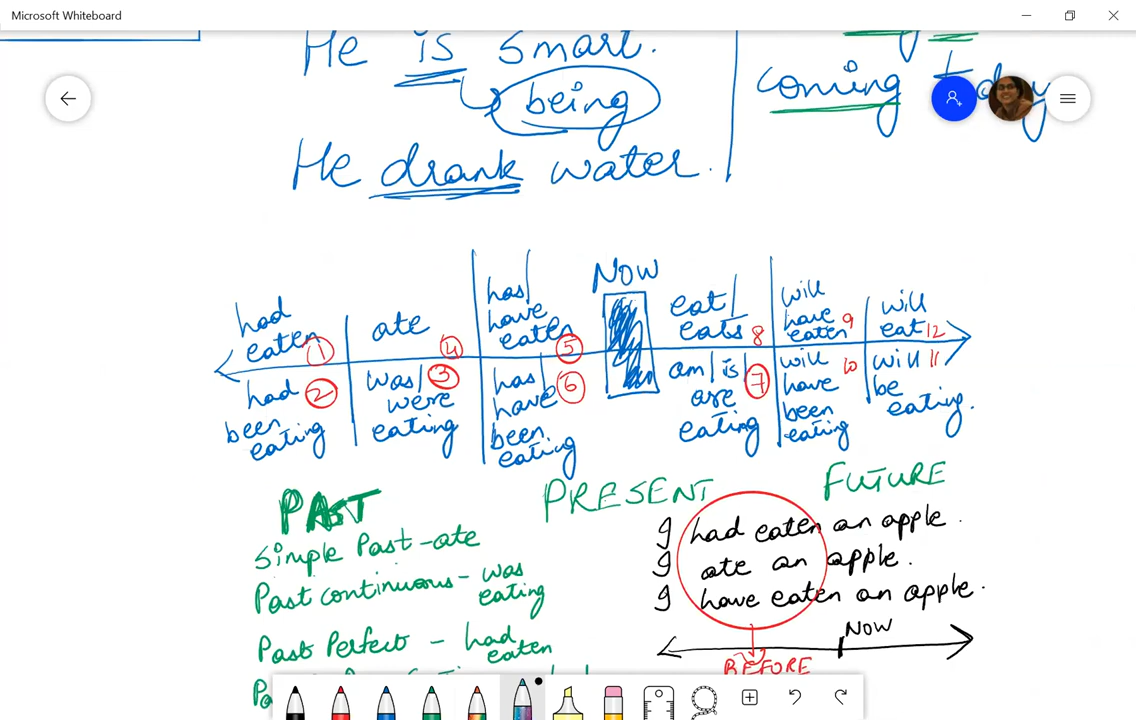 Microsoft Whiteboard
He is smart.
being
coming today
He drank water.
NOW
had eaten 1
ate 4
has/ have eaten 5
eat/ eats 8
will have eaten 9
will eat 12
had been eating 2
was/ were eating 3
has/ have been eating 6
am/is/ are eating 7
will have been eating 10
will be eating. 11
PAST
PRESENT
FUTURE
Simple Past - ate
Past continuous - was eating
Past Perfect - had eaten
I had eaten an apple.
I ate an apple.
I have eaten an apple.
NOW
BEFORE